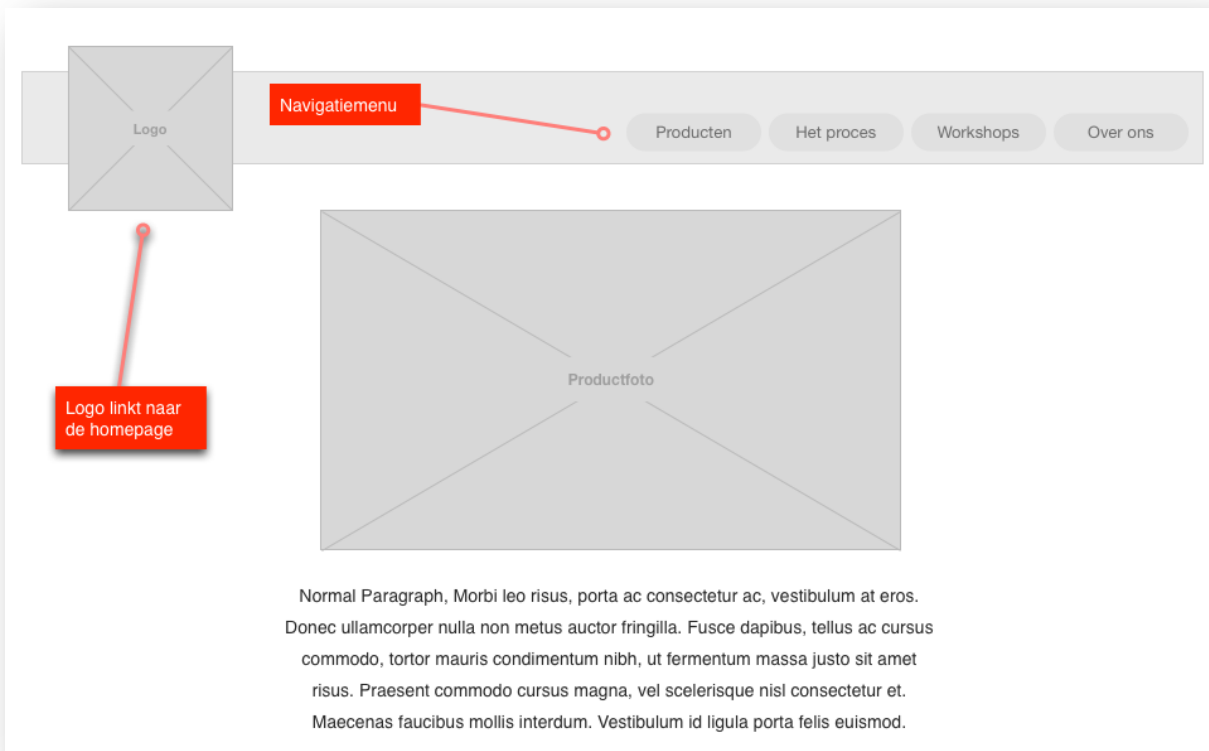 Logo
Navigatiemenu
Producten
Het proces
Workshops
Over ons
Logo linkt naar
de homepage
Productfoto
Normal Paragraph, Morbi leo risus, porta ac consectetur ac, vestibulum at eros.
Donec ullamcorper nulla non metus auctor fringilla. Fusce dapibus, tellus ac cursus
commodo, tortor mauris condimentum nibh, ut fermentum massa justo sit amet
risus. Praesent commodo cursus magna, vel scelerisque nisl consectetur et.
Maecenas faucibus mollis interdum. Vestibulum id ligula porta felis euismod.